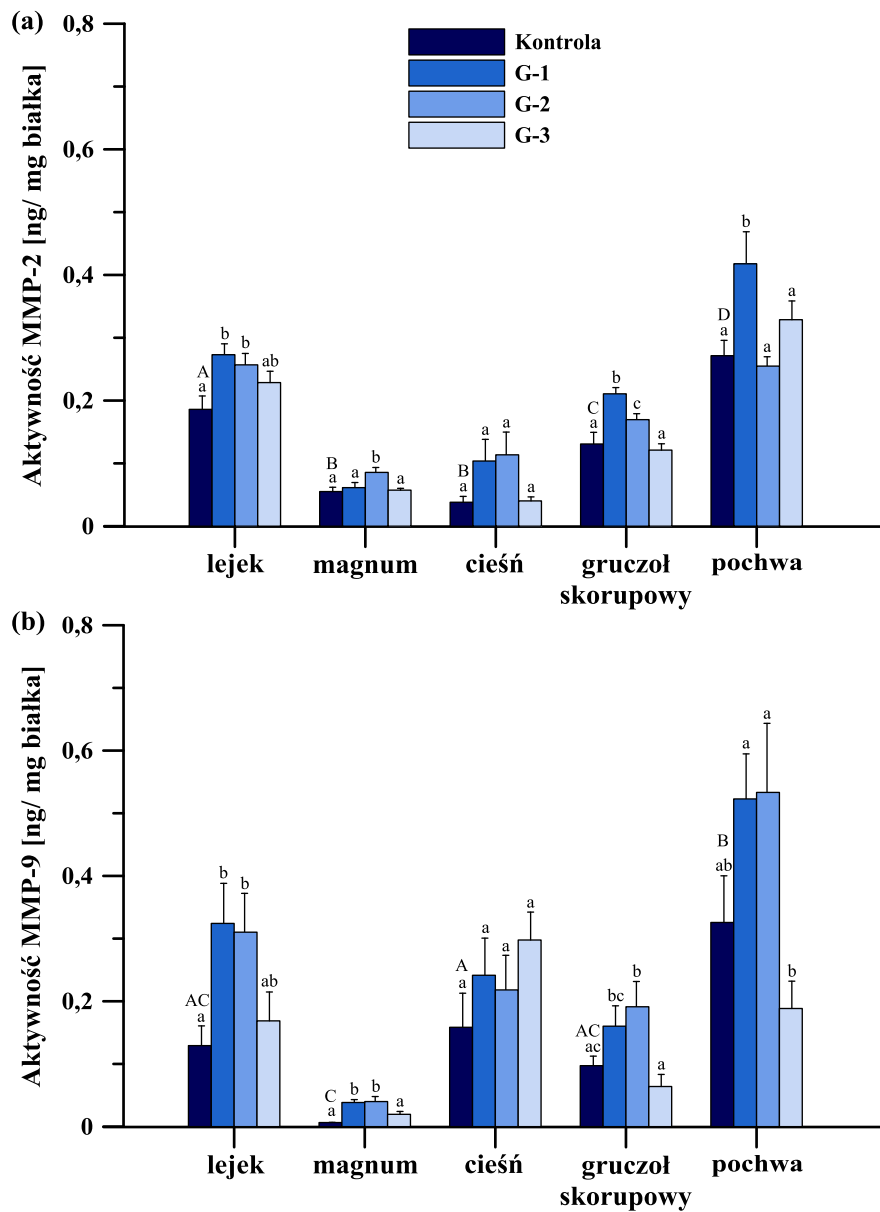 (a)
Aktywność MMP-2 [ng/ mg białka]
0,8
0,6
0,4
0,2
0
Kontrola
G-1
G-2
G-3
A
a
b
b
ab
B
a
a
b
a
B
a
a
a
a
C
a
b
c
a
D
a
b
a
a
lejek
magnum
cieśń
gruczoł
skorupowy
pochwa
(b)
Aktywność MMP-9 [ng/ mg białka]
0,8
0,6
0,4
0,2
0
AC
a
b
b
ab
C
a
b
b
a
A
a
a
a
a
AC
ac
bc
b
a
B
ab
a
a
b
lejek
magnum
cieśń
gruczoł
skorupowy
pochwa